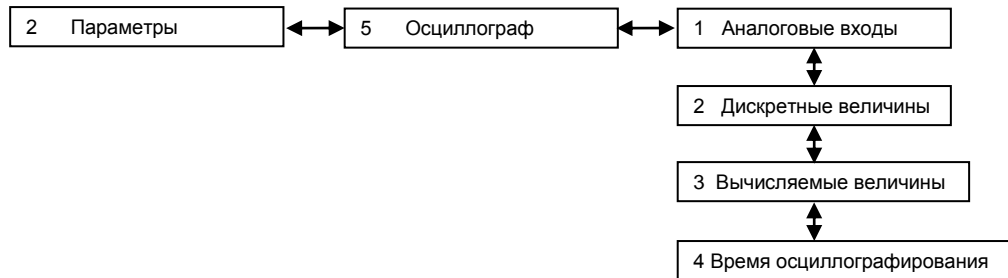 2 Параметры
5 Осциллограф
1 Аналоговые входы
2 Дискретные величины
3 Вычисляемые величины
4 Время осциллографирования